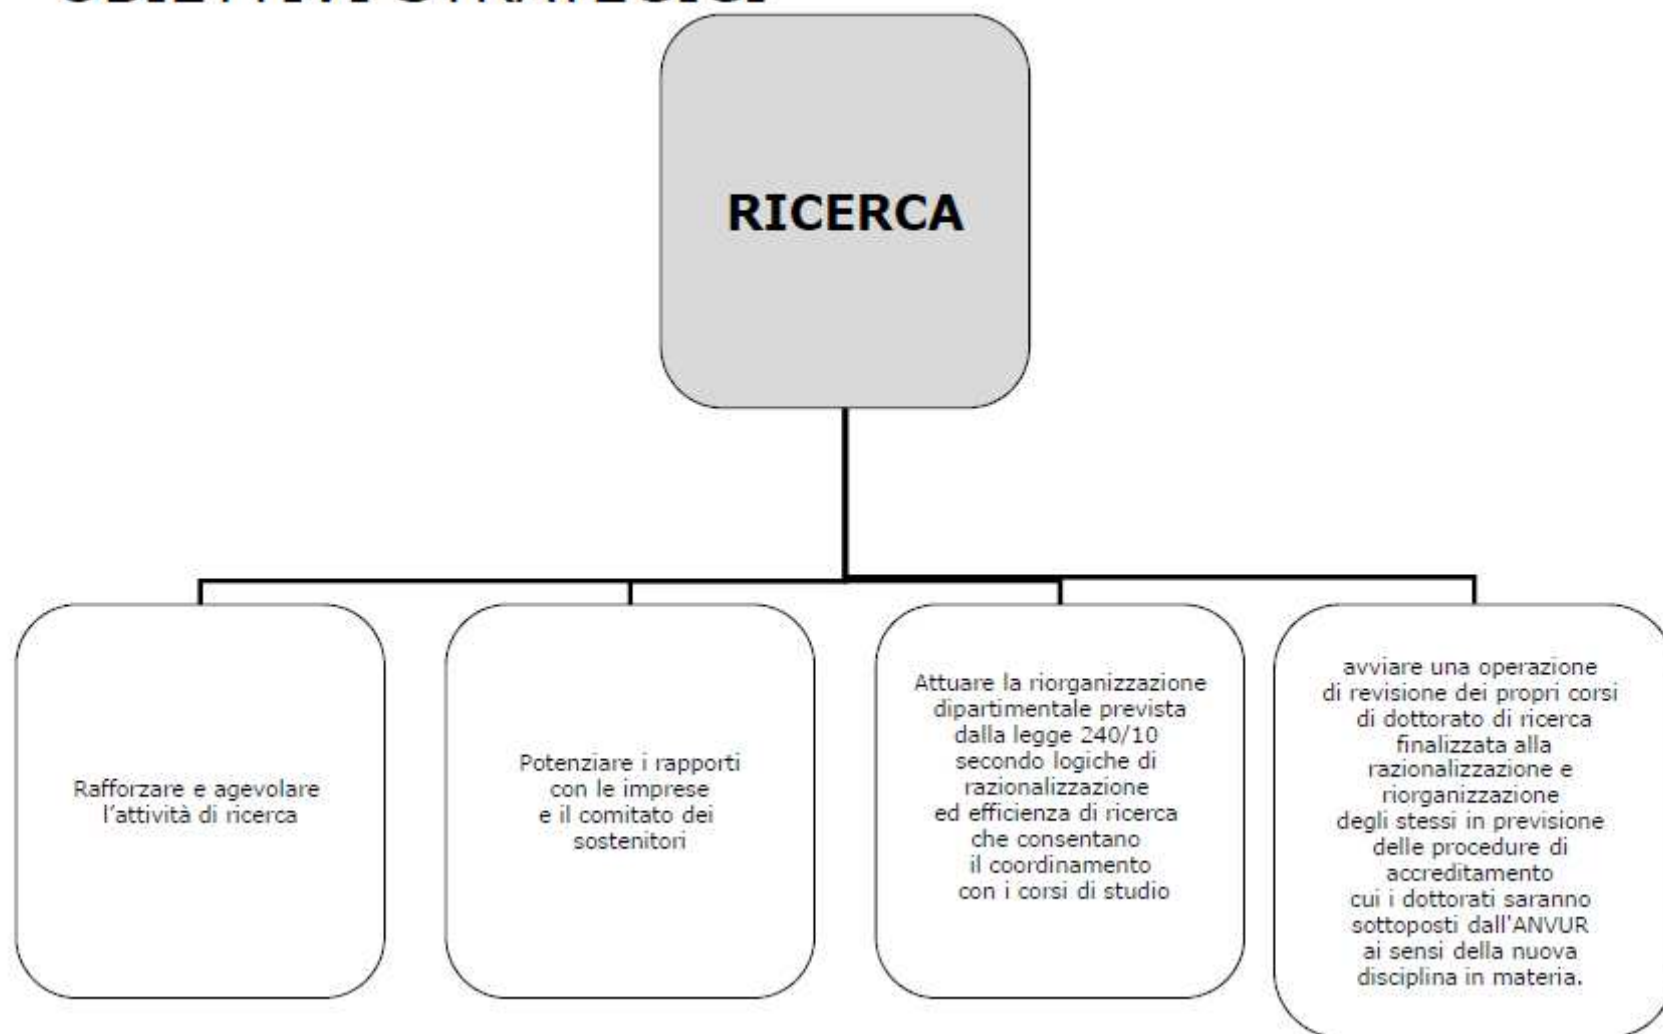 OBIETTIVI STRATEGICI
RICERCA
Rafforzare e agevolare
l'attività di ricerca
Potenziare i rapporti
con le imprese
e il comitato dei
sostenitori
Attuare la riorganizzazione
dipartimentale prevista
dalla legge 240/10
secondo logiche di
razionalizzazione
ed efficienza di ricerca
che consentano
il coordinamento
con i corsi di studio
avviare una operazione
di revisione dei propri corsi
di dottorato di ricerca
finalizzata alla
razionalizzazione e
riorganizzazione
degli stessi in previsione
delle procedure di
accreditamento
cui i dottorati saranno
sottoposti dall'ANVUR
ai sensi della nuova
disciplina in materia.